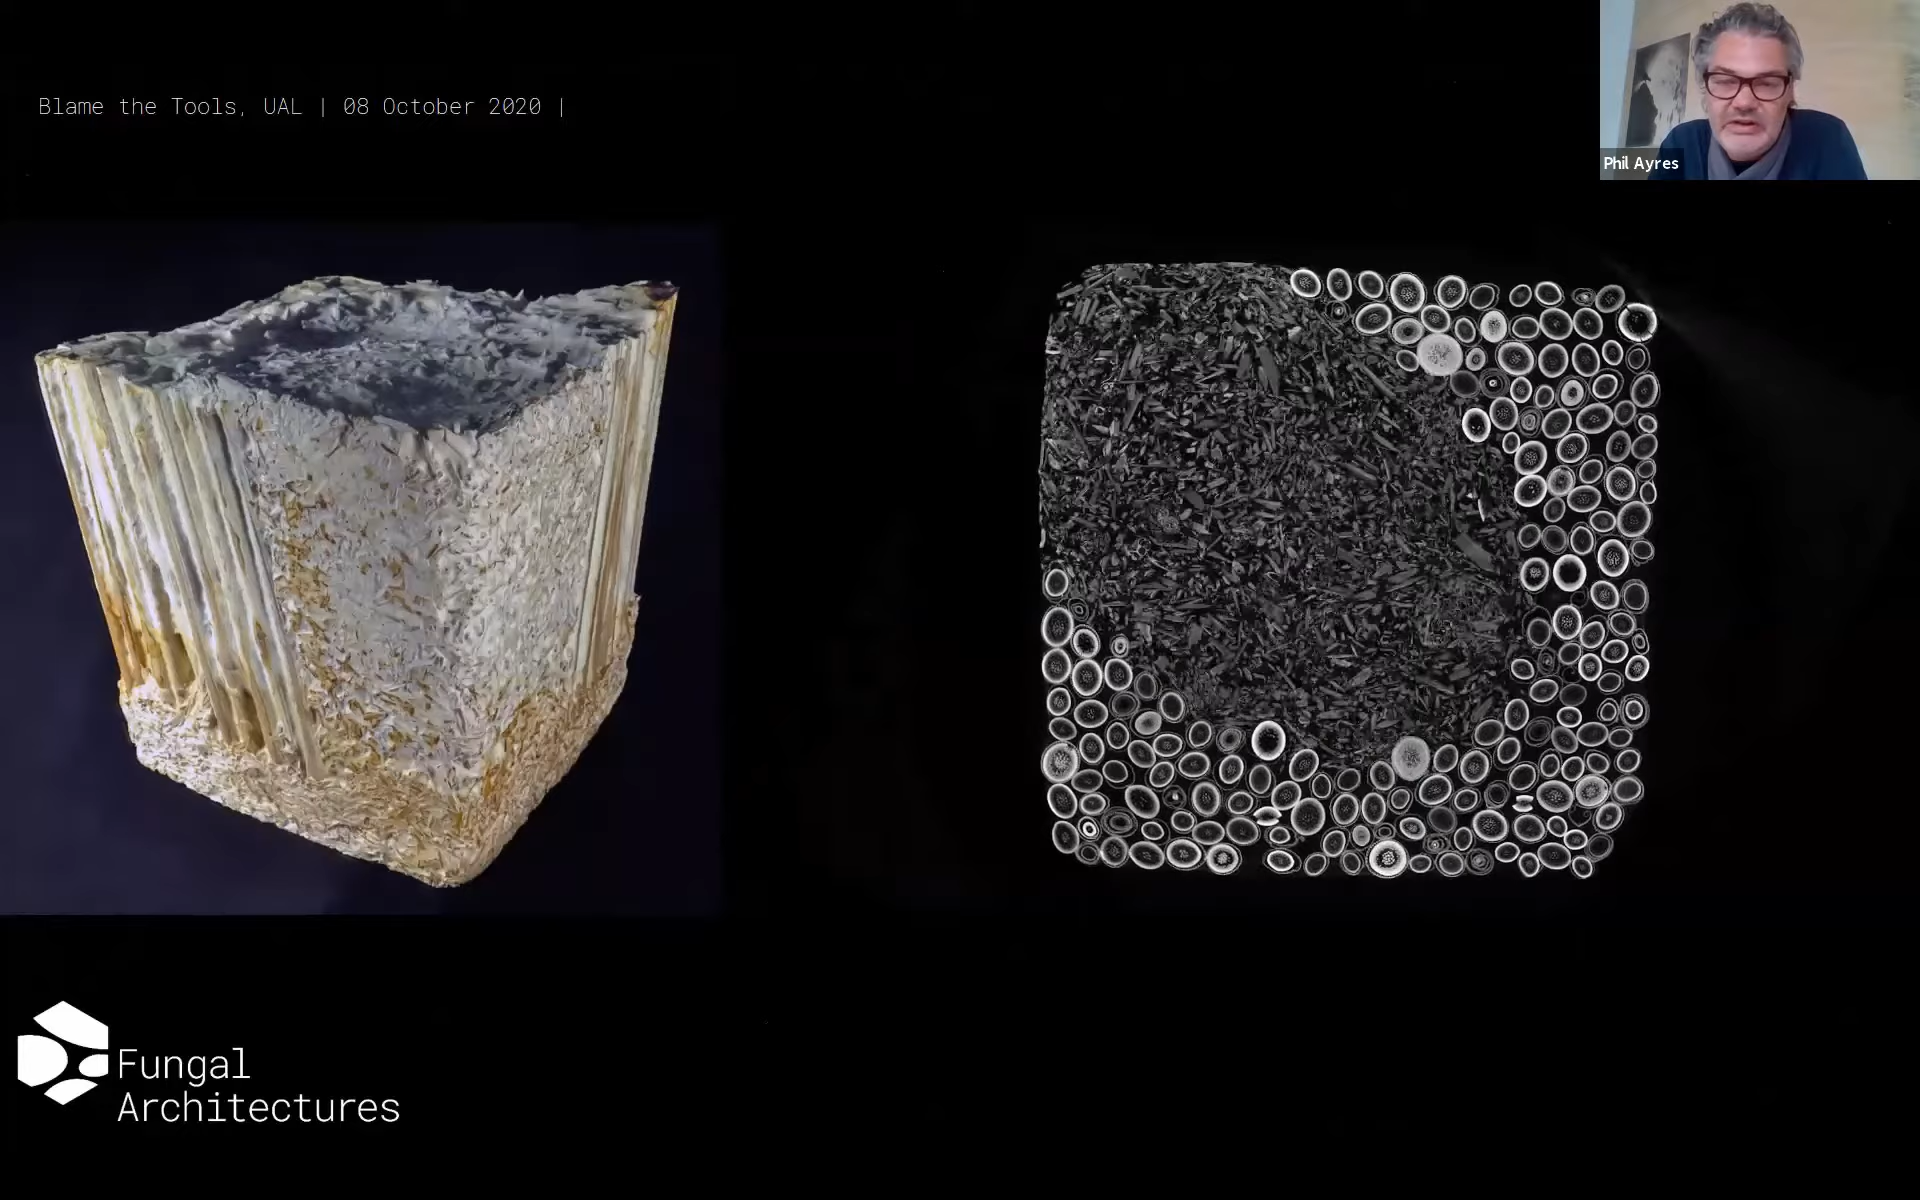 Blame the Tools, UAL | 08 October 2020 |
Phil Ayres
Fungal
Architectures